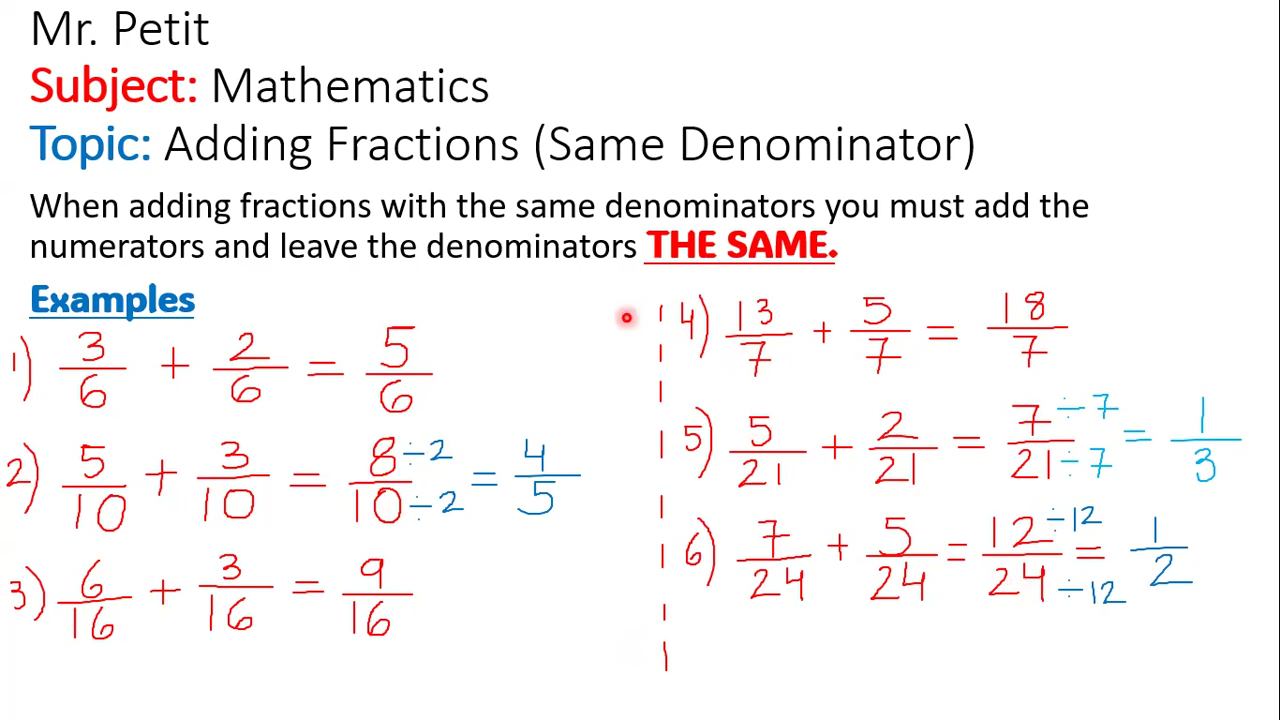 Mr. Petit
Subject: Mathematics
Topic: Adding Fractions (Same Denominator)
When adding fractions with the same denominators you must add the
numerators and leave the denominators THE SAME.
Examples
1) 3/6 + 2/6 = 5/6
2) 5/10 + 3/10 = 8÷2/10÷2 = 4/5
3) 6/16 + 3/16 = 9/16
4) 13/7 + 5/7 = 18/7
5) 5/21 + 2/21 = 7÷7/21÷7 = 1/3
6) 7/24 + 5/24 = 12÷12/24÷12 = 1/2